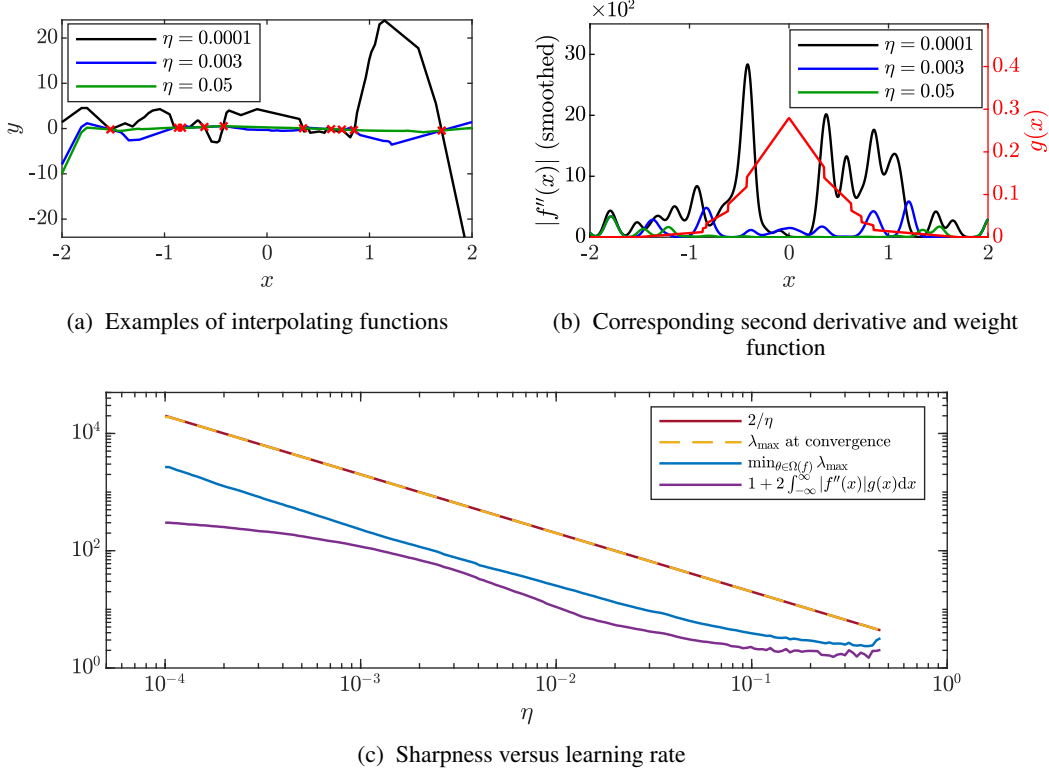 20
10
0
-10
-20
y
η = 0.0001
η = 0.003
η = 0.05
-2 -1 0 1 2
x
(a) Examples of interpolating functions
×10²
30
20
10
0
|f″(x)| (smoothed)
η = 0.0001
η = 0.003
η = 0.05
0.4
0.3
0.2
0.1
0
g(x)
-2 -1 0 1 2
x
(b) Corresponding second derivative and weight
function
10⁴
10²
10⁰
2/η
λmax at convergence
minθ∈Ω(f) λmax
1 + 2 ∫_{-∞}^{∞} |f″(x)|g(x)dx
10⁻⁴ 10⁻³ 10⁻² 10⁻¹ 10⁰
η
(c) Sharpness versus learning rate